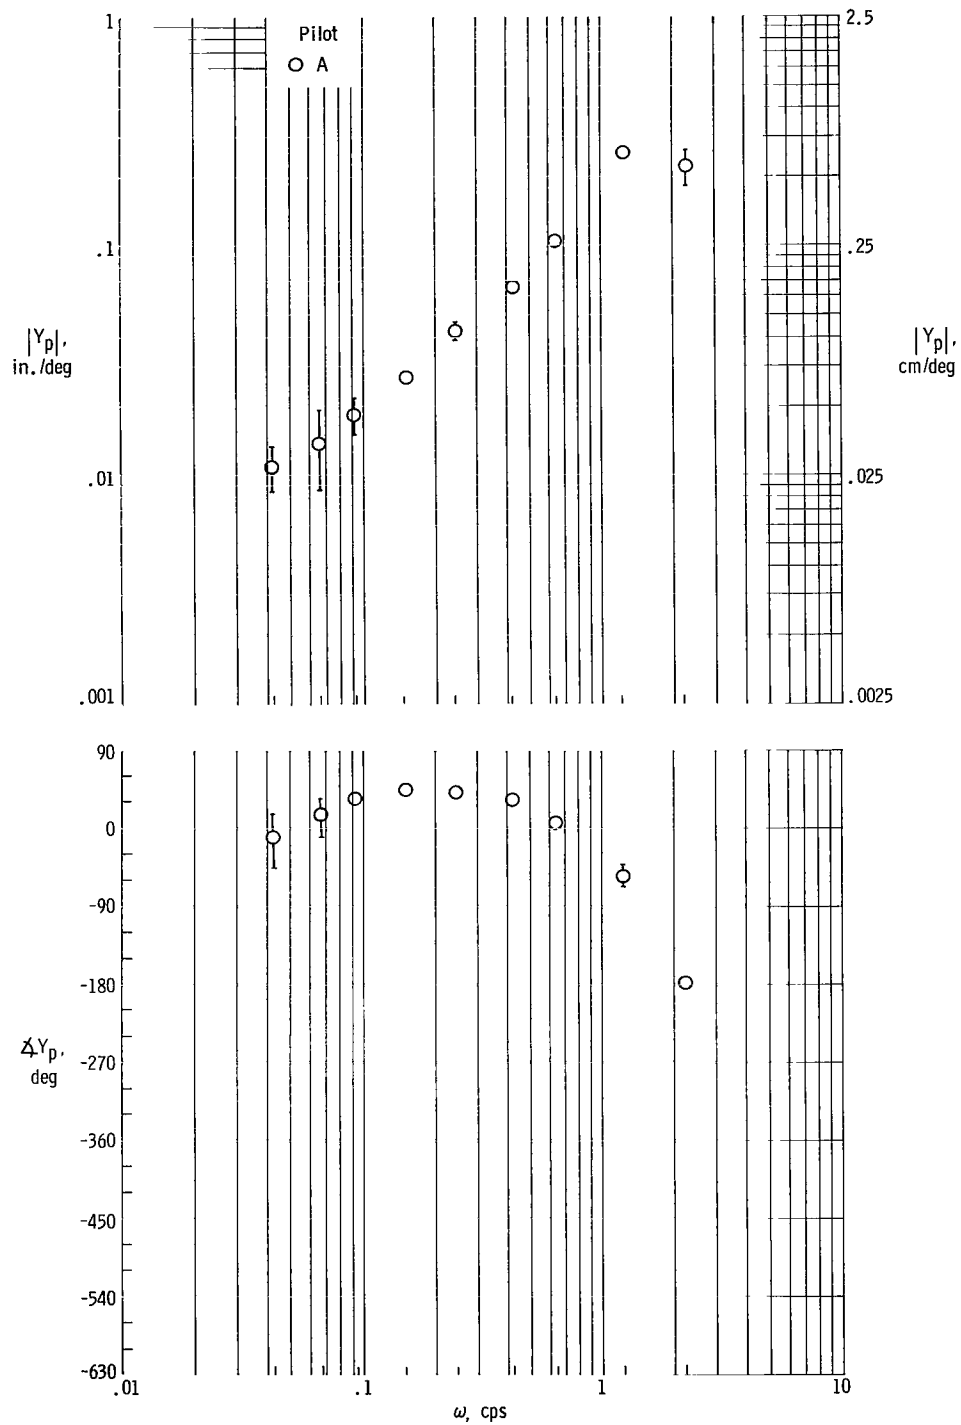 1
Pilot
A
2.5
.1
.25
|Yp|,
in./deg
|Yp|,
cm/deg
.01
.025
.001
.0025
90
0
-90
-180
∡Yp,
deg
-270
-360
-450
-540
-630
.01
.1
1
10
ω, cps